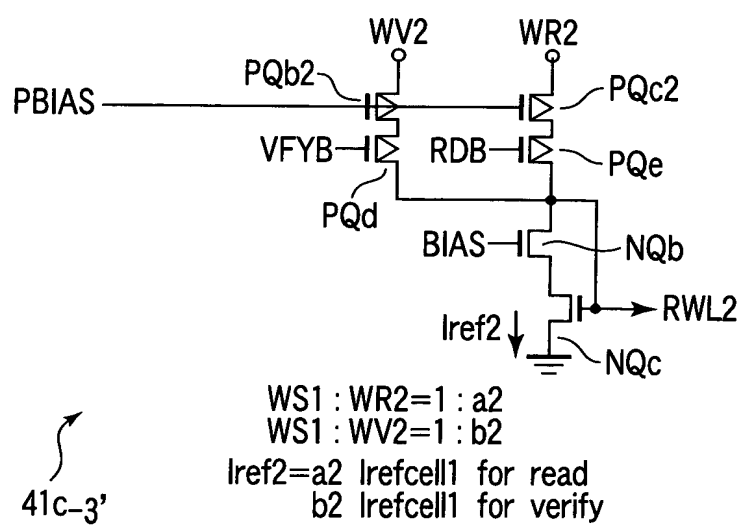 WV2
WR2
PQb2
PQc2
PBIAS
VFYB
RDB
PQe
PQd
BIAS
NQb
RWL2
Iref2
NQc
WS1 : WR2=1 : a2
WS1 : WV2=1 : b2
Iref2=a2 Irefcell1 for read
b2 Irefcell1 for verify
41c-3'